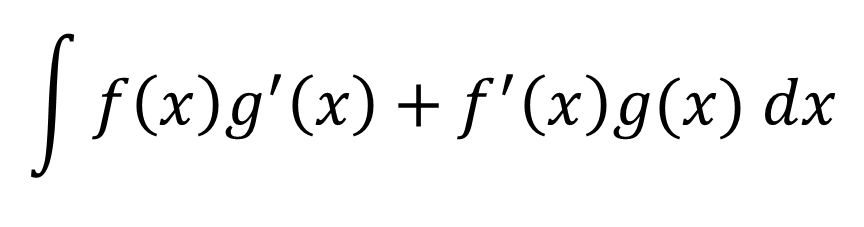 ∫ f(x)g′(x) + f′(x)g(x) dx